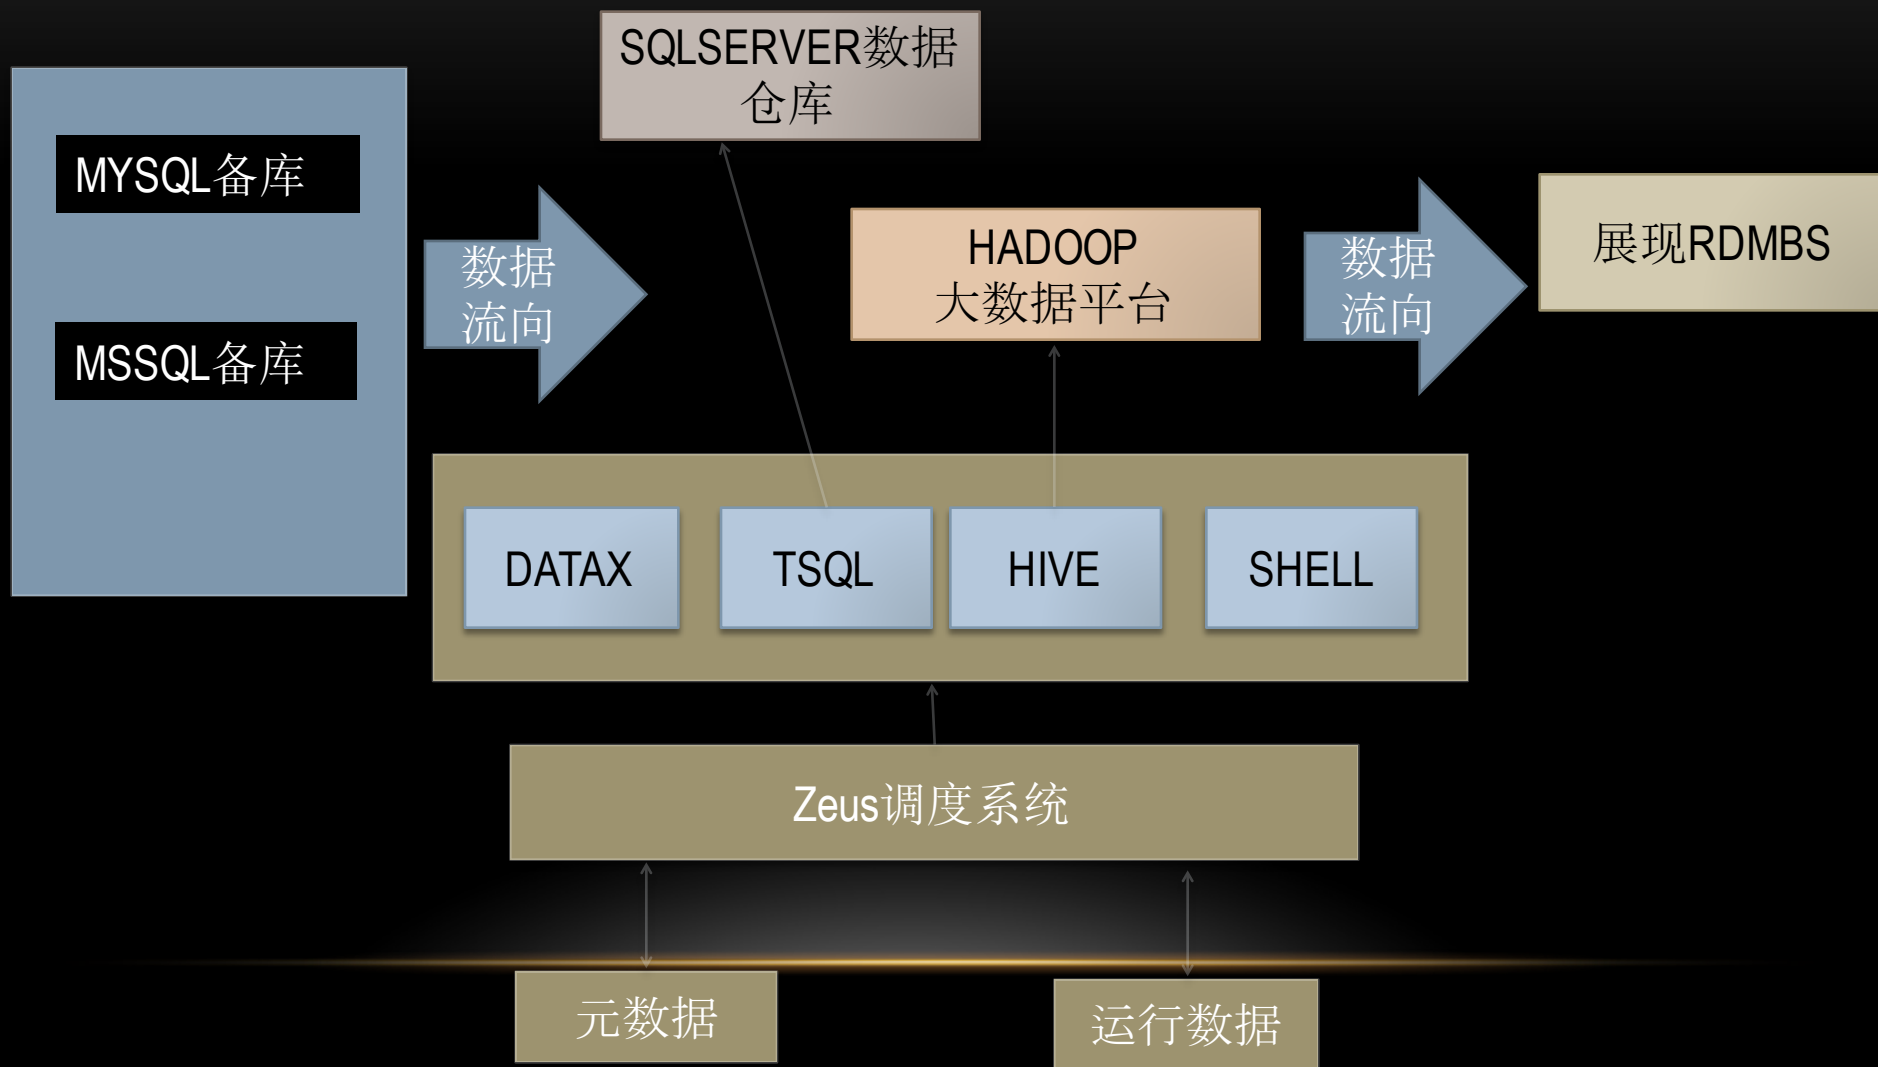 SQLSERVER数据
仓库
MYSQL备库
MSSQL备库
数据
流向
HADOOP
大数据平台
数据
流向
展现RDMBS
DATAX
TSQL
HIVE
SHELL
Zeus调度系统
元数据
运行数据